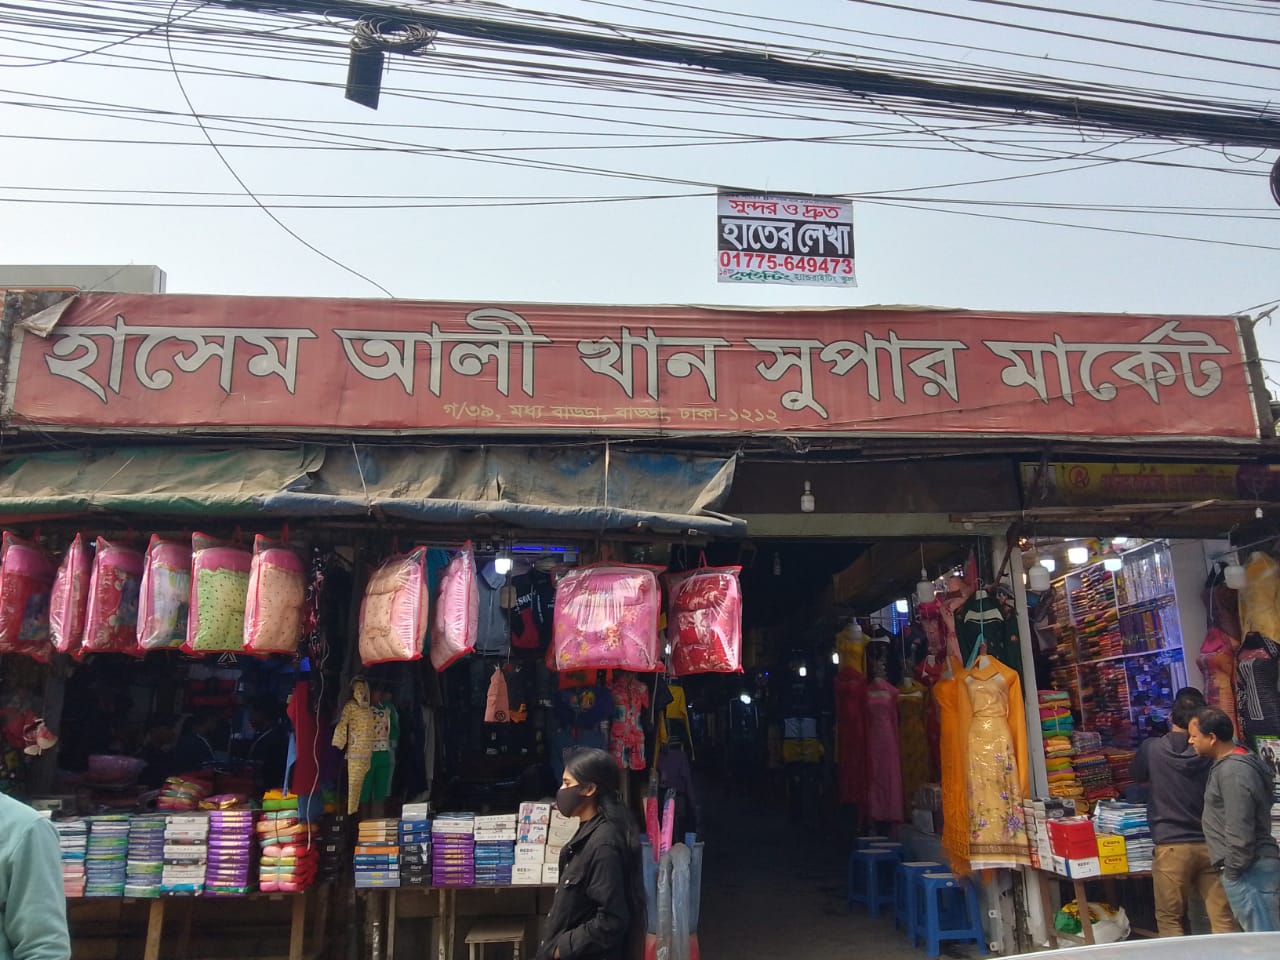 সুন্দর ও দ্রুত
হাতের লেখা
01775-649473
হাসেম আলী খান সুপার মার্কেট
গ/৩৯, মধ্য বাড্ডা, বাড্ডা, ঢাকা-১২১২